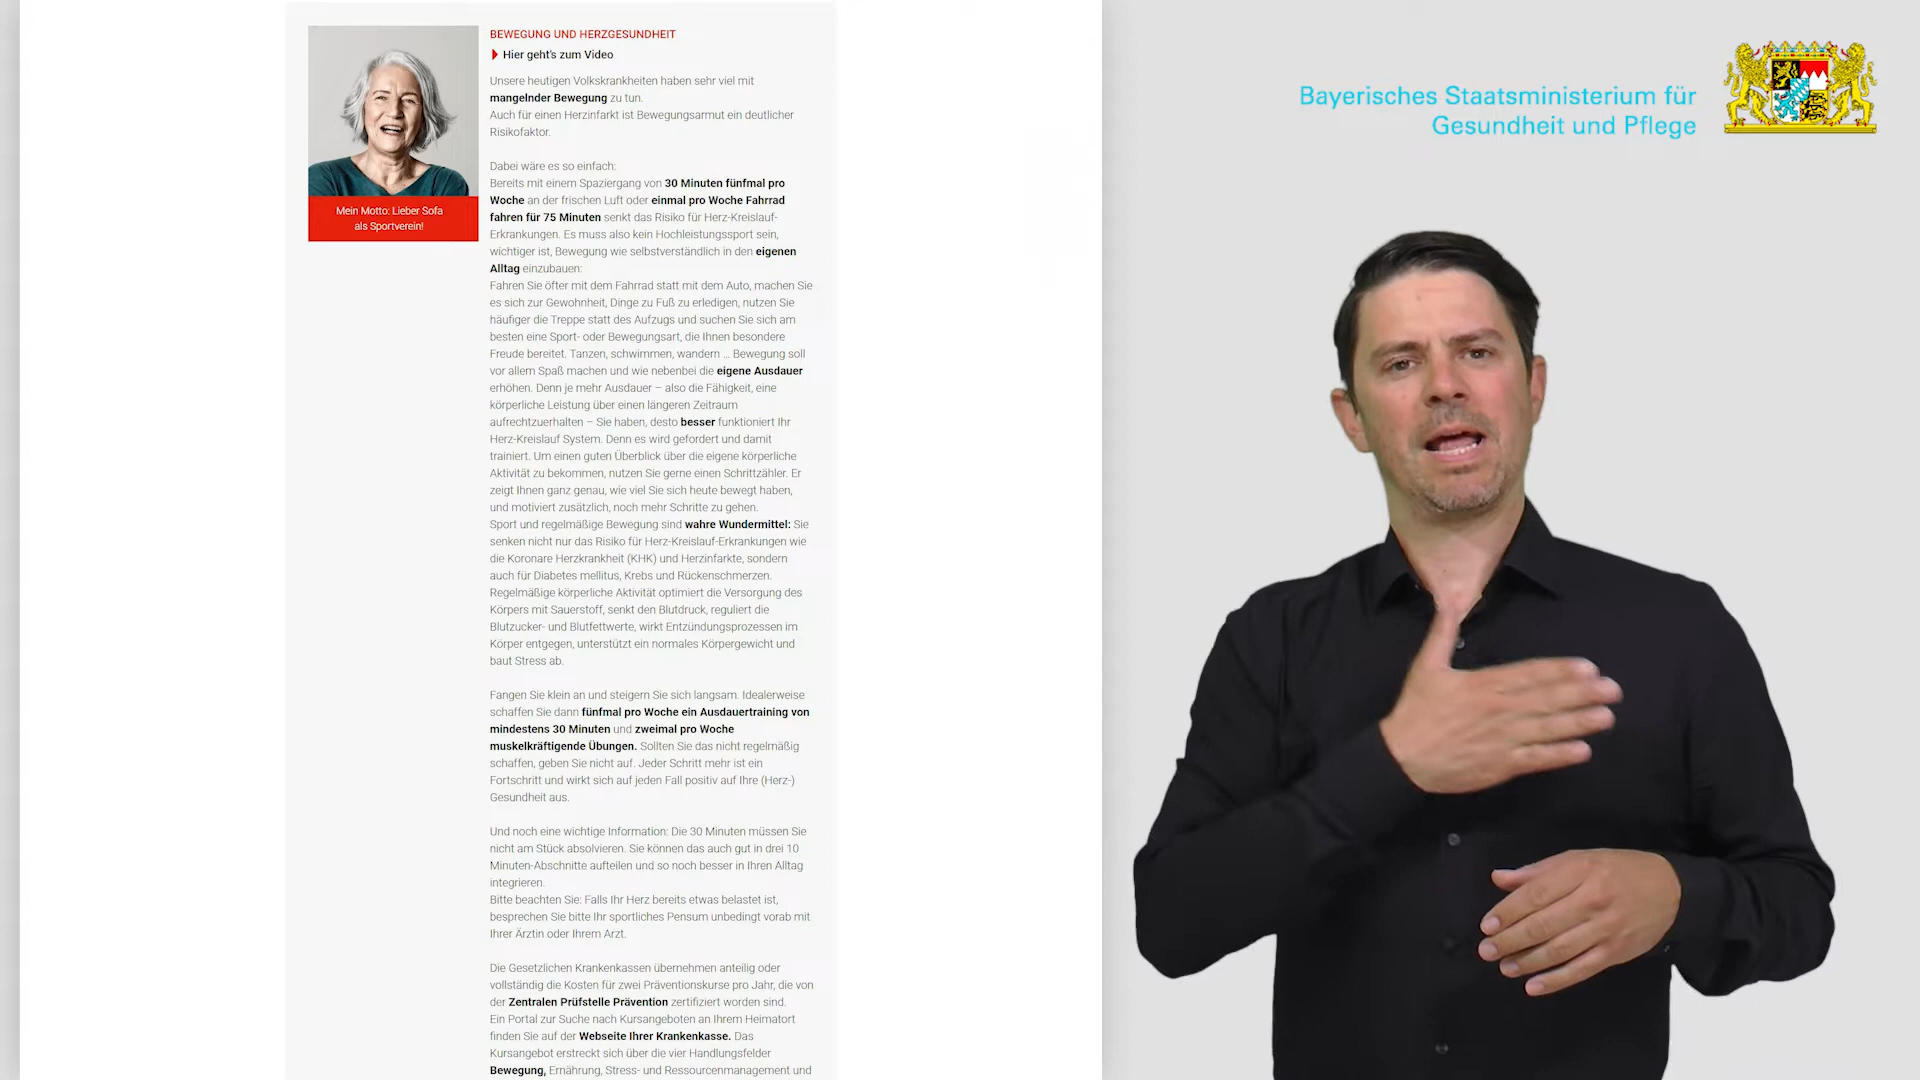 BEWEGUNG UND HERZGESUNDHEIT
Hier geht's zum Video
Unsere heutigen Volkskrankheiten haben sehr viel mit
mangelnder Bewegung zu tun.
Auch für einen Herzinfarkt ist Bewegungsarmut ein deutlicher
Risikofaktor.
Dabei wäre es so einfach:
Bereits mit einem Spaziergang von 30 Minuten fünfmal pro
Woche an der frischen Luft oder einmal pro Woche Fahrrad
fahren für 75 Minuten senkt das Risiko für Herz-Kreislauf-
Erkrankungen. Es muss also kein Hochleistungssport sein,
wichtiger ist, Bewegung wie selbstverständlich in den eigenen
Alltag einzubauen:
Fahren Sie öfter mit dem Fahrrad statt mit dem Auto, machen Sie
es sich zur Gewohnheit, Dinge zu Fuß zu erledigen, nutzen Sie
häufiger die Treppe statt des Aufzugs und suchen Sie sich am
besten eine Sport- oder Bewegungsart, die Ihnen besondere
Freude bereitet. Tanzen, schwimmen, wandern ... Bewegung soll
vor allem Spaß machen und wie nebenbei die eigene Ausdauer
erhöhen. Denn je mehr Ausdauer – also die Fähigkeit, eine
körperliche Leistung über einen längeren Zeitraum
aufrechtzuerhalten – Sie haben, desto besser funktioniert Ihr
Herz-Kreislauf System. Denn es wird gefordert und damit
trainiert. Um einen guten Überblick über die eigene körperliche
Aktivität zu bekommen, nutzen Sie gerne einen Schrittzähler. Er
zeigt Ihnen ganz genau, wie viel Sie sich heute bewegt haben,
und motiviert zusätzlich, noch mehr Schritte zu gehen.
Sport und regelmäßige Bewegung sind wahre Wundermittel: Sie
senken nicht nur das Risiko für Herz-Kreislauf-Erkrankungen wie
die Koronare Herzkrankheit (KHK) und Herzinfarkte, sondern
auch für Diabetes mellitus, Krebs und Rückenschmerzen.
Regelmäßige körperliche Aktivität optimiert die Versorgung des
Körpers mit Sauerstoff, senkt den Blutdruck, reguliert die
Blutzucker- und Blutfettwerte, wirkt Entzündungsprozessen im
Körper entgegen, unterstützt ein normales Körpergewicht und
baut Stress ab.
Fangen Sie klein an und steigern Sie sich langsam. Idealerweise
schaffen Sie dann fünfmal pro Woche ein Ausdauertraining von
mindestens 30 Minuten und zweimal pro Woche
muskelkräftigende Übungen. Sollten Sie das nicht regelmäßig
schaffen, geben Sie nicht auf. Jeder Schritt mehr ist ein
Fortschritt und wirkt sich auf jeden Fall positiv auf Ihre (Herz-)
Gesundheit aus.
Und noch eine wichtige Information: Die 30 Minuten müssen Sie
nicht am Stück absolvieren. Sie können das auch gut in drei 10
Minuten-Abschnitte aufteilen und so noch besser in Ihren Alltag
integrieren.
Bitte beachten Sie: Falls Ihr Herz bereits etwas belastet ist,
besprechen Sie bitte Ihr sportliches Pensum unbedingt vorab mit
Ihrer Ärztin oder Ihrem Arzt.
Die Gesetzlichen Krankenkassen übernehmen anteilig oder
vollständig die Kosten für zwei Präventionskurse pro Jahr, die von
der Zentralen Prüfstelle Prävention zertifiziert worden sind.
Ein Portal zur Suche nach Kursangeboten an Ihrem Heimatort
finden Sie auf der Webseite Ihrer Krankenkasse. Das
Kursangebot erstreckt sich über die vier Handlungsfelder
Bewegung, Ernährung, Stress- und Ressourcenmanagement und
Mein Motto: Lieber Sofa
als Sportverein!
Bayerisches Staatsministerium für
Gesundheit und Pflege